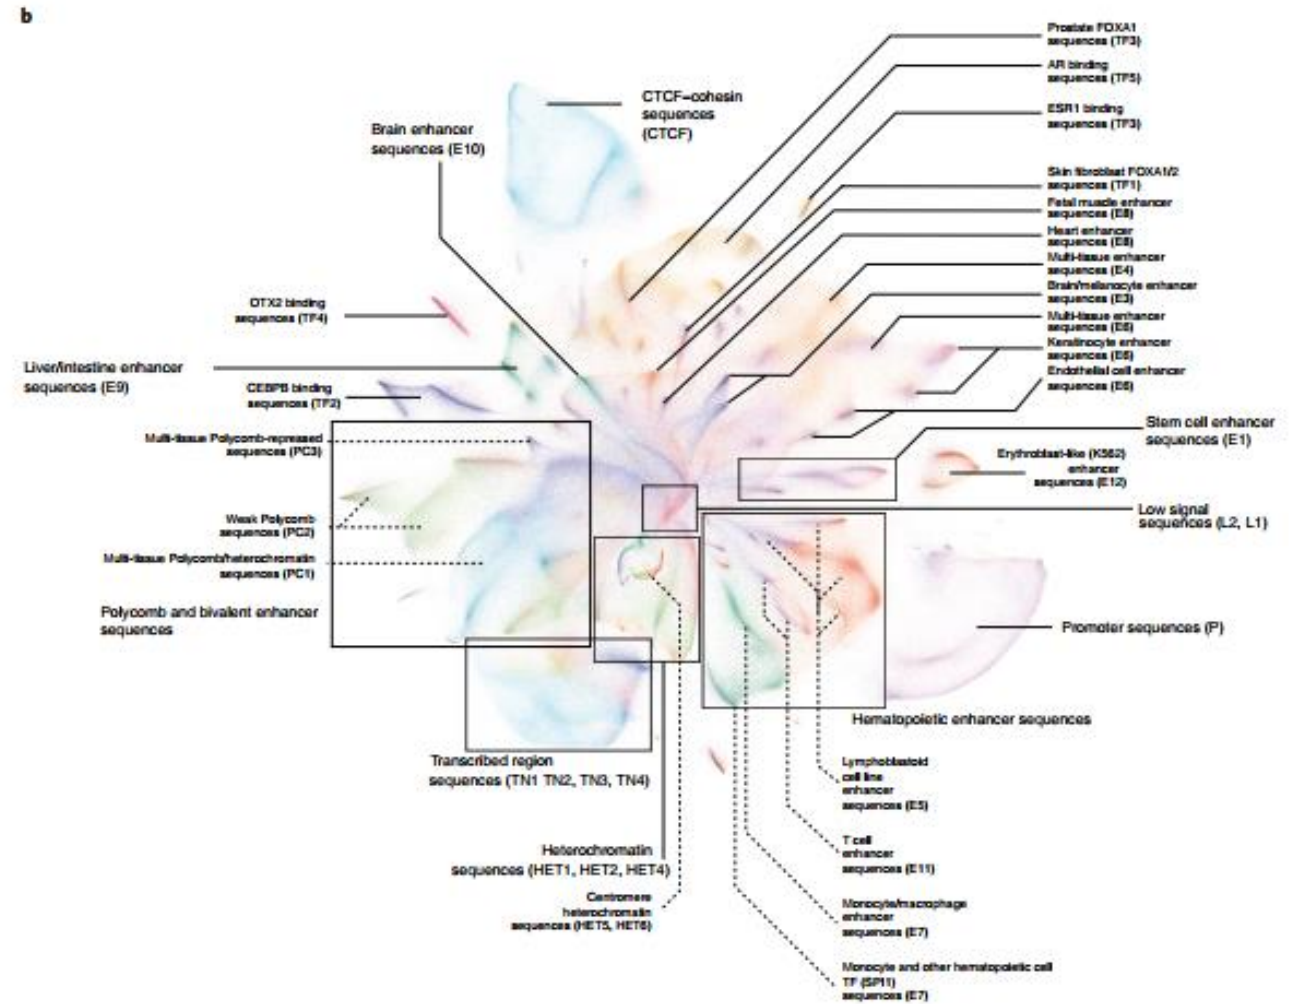 b
Prostate FOXA1
sequences (TF3)
AR binding
sequences (TF5)
ESR1 binding
sequences (TF3)
CTCF–cohesin
sequences
(CTCF)
Brain enhancer
sequences (E10)
Skin fibroblast FOXA1/2
sequences (TF1)
Fetal muscle enhancer
sequences (E8)
Heart enhancer
sequences (E8)
Multi-tissue enhancer
sequences (E4)
Brain/melanocyte enhancer
sequences (E3)
Multi-tissue enhancer
sequences (E6)
Keratinocyte enhancer
sequences (E6)
Endothelial cell enhancer
sequences (E6)
OTX2 binding
sequences (TF4)
Liver/intestine enhancer
sequences (E9)
CEBPB binding
sequences (TF2)
Stem cell enhancer
sequences (E1)
Multi-tissue Polycomb-repressed
sequences (PC3)
Erythroblast-like (K562)
enhancer
sequences (E12)
Weak Polycomb
sequences (PC2)
Low signal
sequences (L2, L1)
Multi-tissue Polycomb/heterochromatin
sequences (PC1)
Polycomb and bivalent enhancer
sequences
Promoter sequences (P)
Hematopoietic enhancer sequences
Transcribed region
sequences (TN1 TN2, TN3, TN4)
Lymphoblastoid
cell line
enhancer
sequences (E5)
Heterochromatin
sequences (HET1, HET2, HET4)
T cell
enhancer
sequences (E11)
Centromere
heterochromatin
sequences (HET5, HET6)
Monocyte/macrophage
enhancer
sequences (E7)
Monocyte and other hematopoietic cell
TF (SPI1)
sequences (E7)